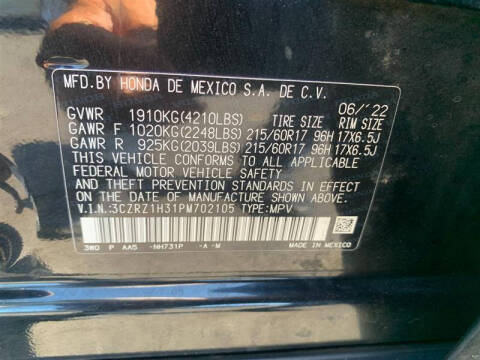 MFD.BY HONDA DE MEXICO S.A. DE C.V.
06/'22
GVWR 1910KG(4210LBS) TIRE SIZE RIM SIZE
GAWR F 1020KG(2248LBS) 215/60R17 96H 17X6.5J
GAWR R 925KG(2039LBS) 215/60R17 96H 17X6.5J
THIS VEHICLE CONFORMS TO ALL APPLICABLE
FEDERAL MOTOR VEHICLE SAFETY
AND THEFT PREVENTION STANDARDS IN EFFECT
ON THE DATE OF MANUFACTURE SHOWN ABOVE.
V.I.N.:3CZRZ1H31PM702105 TYPE:MPV
3W0 P AA5 -NH731P -A -M MADE IN MEXICO